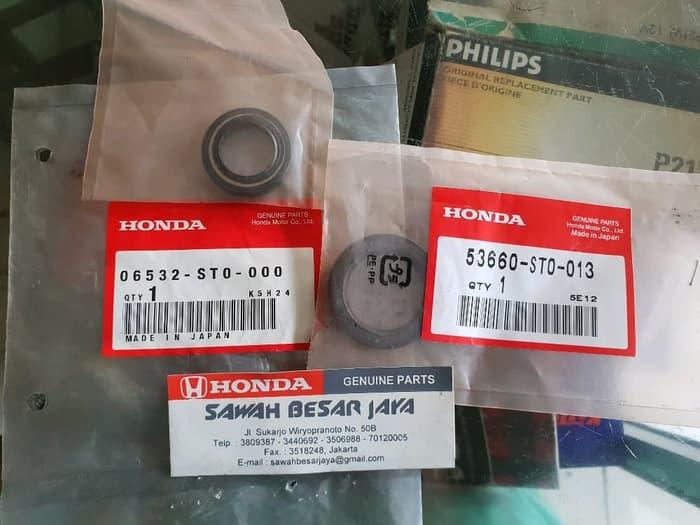 PHILIPS
ORIGINAL REPLACEMENT PART
PIECE D'ORIGINE
P21
HONDA
GENUINE PARTS
Honda Motor Co., Ltd.
06532-ST0-000
QTY 1
K5H24
MADE IN JAPAN
HONDA
GENUINE PARTS
Honda Motor Co., Ltd.
Made in Japan
53660-ST0-013
QTY 1
5E12
PE・PP
HONDA
GENUINE PARTS
SAWAH BESAR JAYA
Jl. Sukarjo Wiryopranoto No. 50B
Telp. : 3809387 - 3440692 - 3506988 - 70120005
Fax. : 3518248, Jakarta
E-mail : sawahbesarjaya@gmail.com